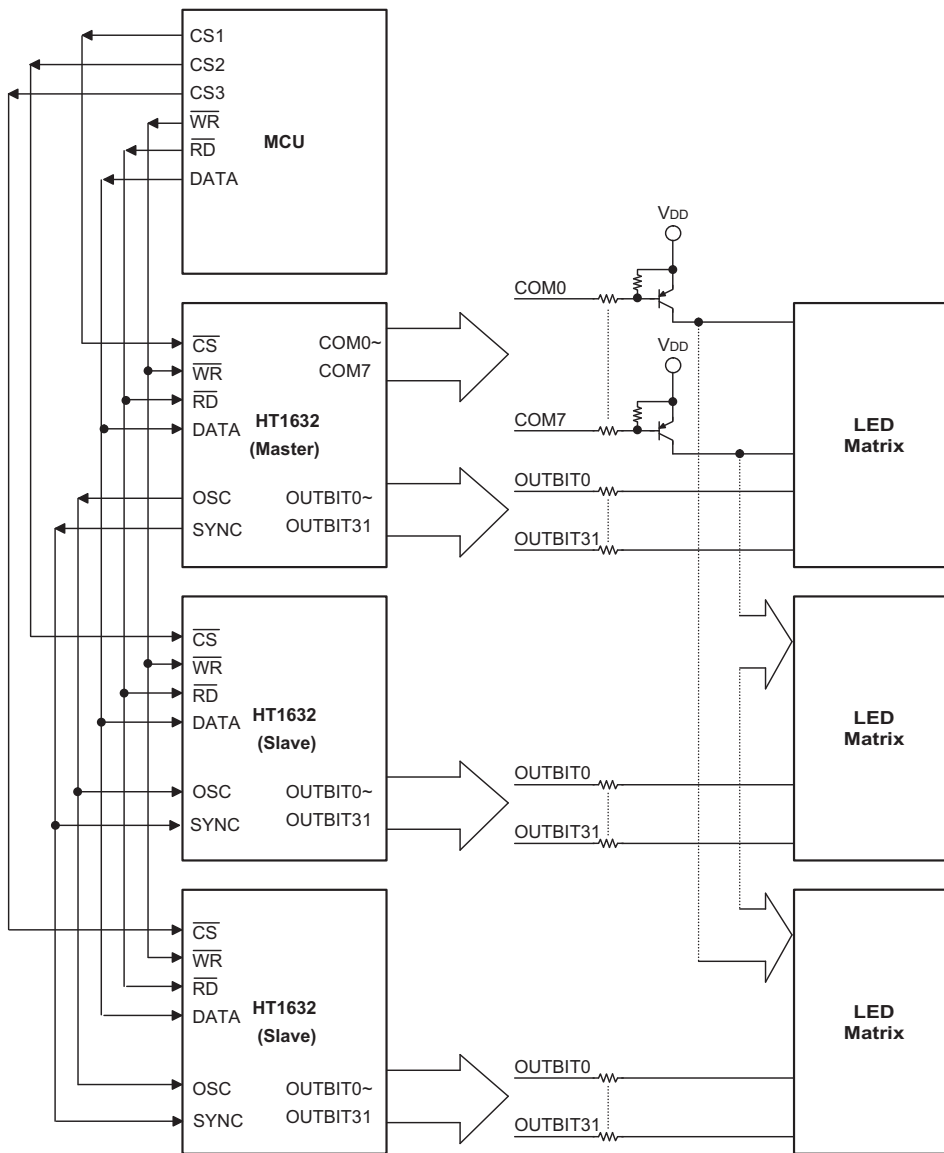 CS1
CS2
CS3
WR
RD
DATA
MCU
VDD
COM0
VDD
COM7
OUTBIT0
OUTBIT31
LED
Matrix
CS
WR
RD
DATA
OSC
SYNC
HT1632
(Master)
COM0~
COM7
OUTBIT0~
OUTBIT31
CS
WR
RD
DATA
OSC
SYNC
HT1632
(Slave)
OUTBIT0~
OUTBIT31
OUTBIT0
OUTBIT31
LED
Matrix
CS
WR
RD
DATA
OSC
SYNC
HT1632
(Slave)
OUTBIT0~
OUTBIT31
OUTBIT0
OUTBIT31
LED
Matrix